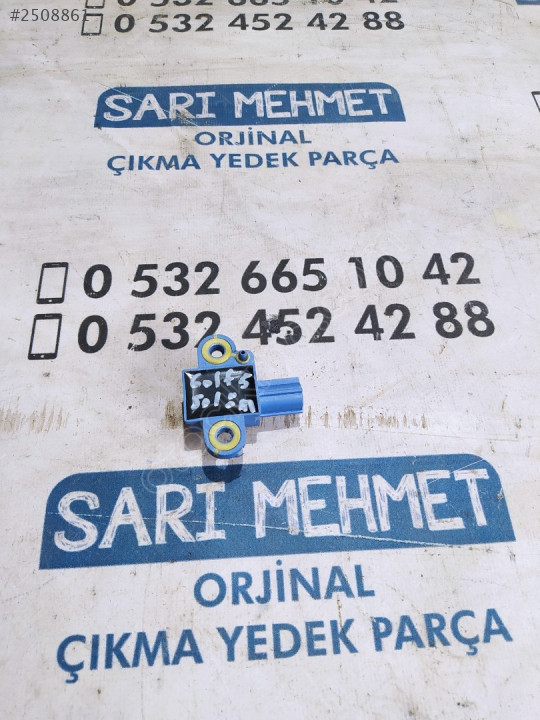 #2508861
0 532 665 10 42
0 532 452 42 88
SARI MEHMET
ORJİNAL
ÇIKMA YEDEK PARÇA
0 532 665 10 42
0 532 452 42 88
SARI MEHMET
ORJİNAL
ÇIKMA YEDEK PARÇA